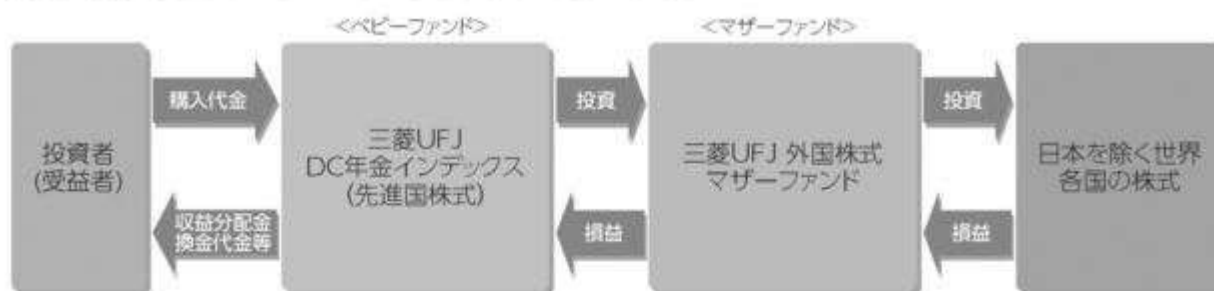 <ベビーファンド>
<マザーファンド>
購入代金
投資
投資
投資者
(受益者)
三菱UFJ
DC年金インデックス
(先進国株式)
三菱UFJ 外国株式
マザーファンド
日本を除く世界
各国の株式
収益分配金
換金代金等
損益
損益